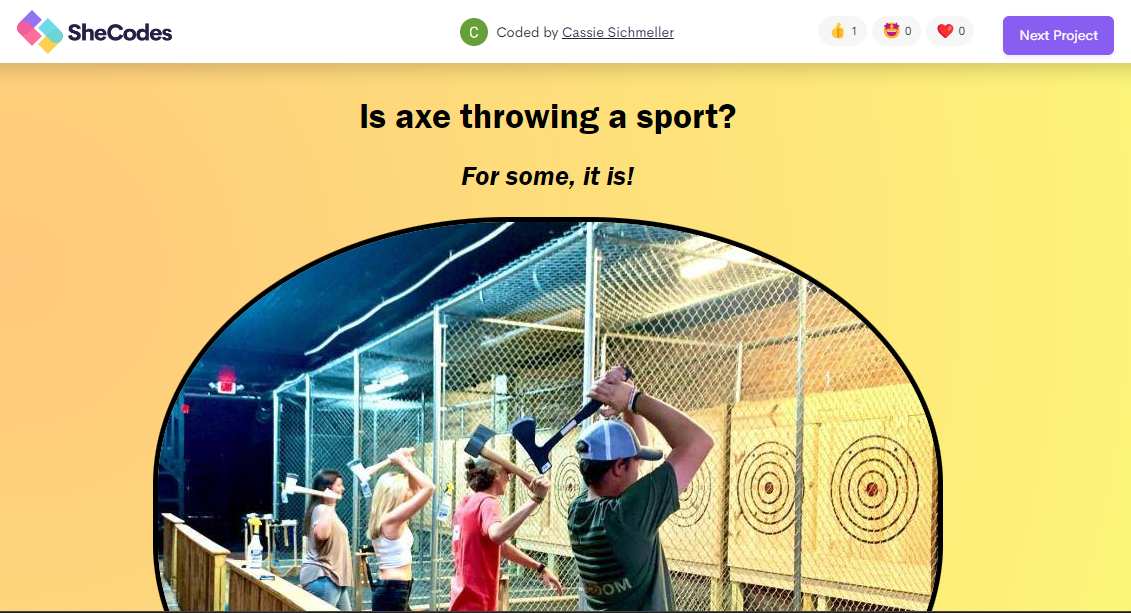 SheCodes
C
Coded by Cassie Sichmeller
👍 1
🤩 0
❤️ 0
Next Project
Is axe throwing a sport?
For some, it is!